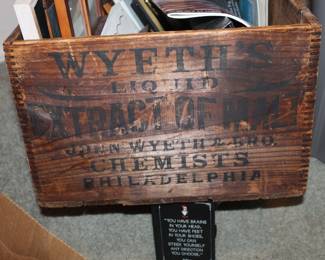 WYETH'S
LIQUID
EXTRACT OF MALT
JOHN WYETH & BRO.
CHEMISTS
PHILADELPHIA
"YOU HAVE BRAINS
IN YOUR HEAD.
YOU HAVE FEET
IN YOUR SHOES.
YOU CAN
STEER YOURSELF
ANY DIRECTION
YOU CHOOSE."